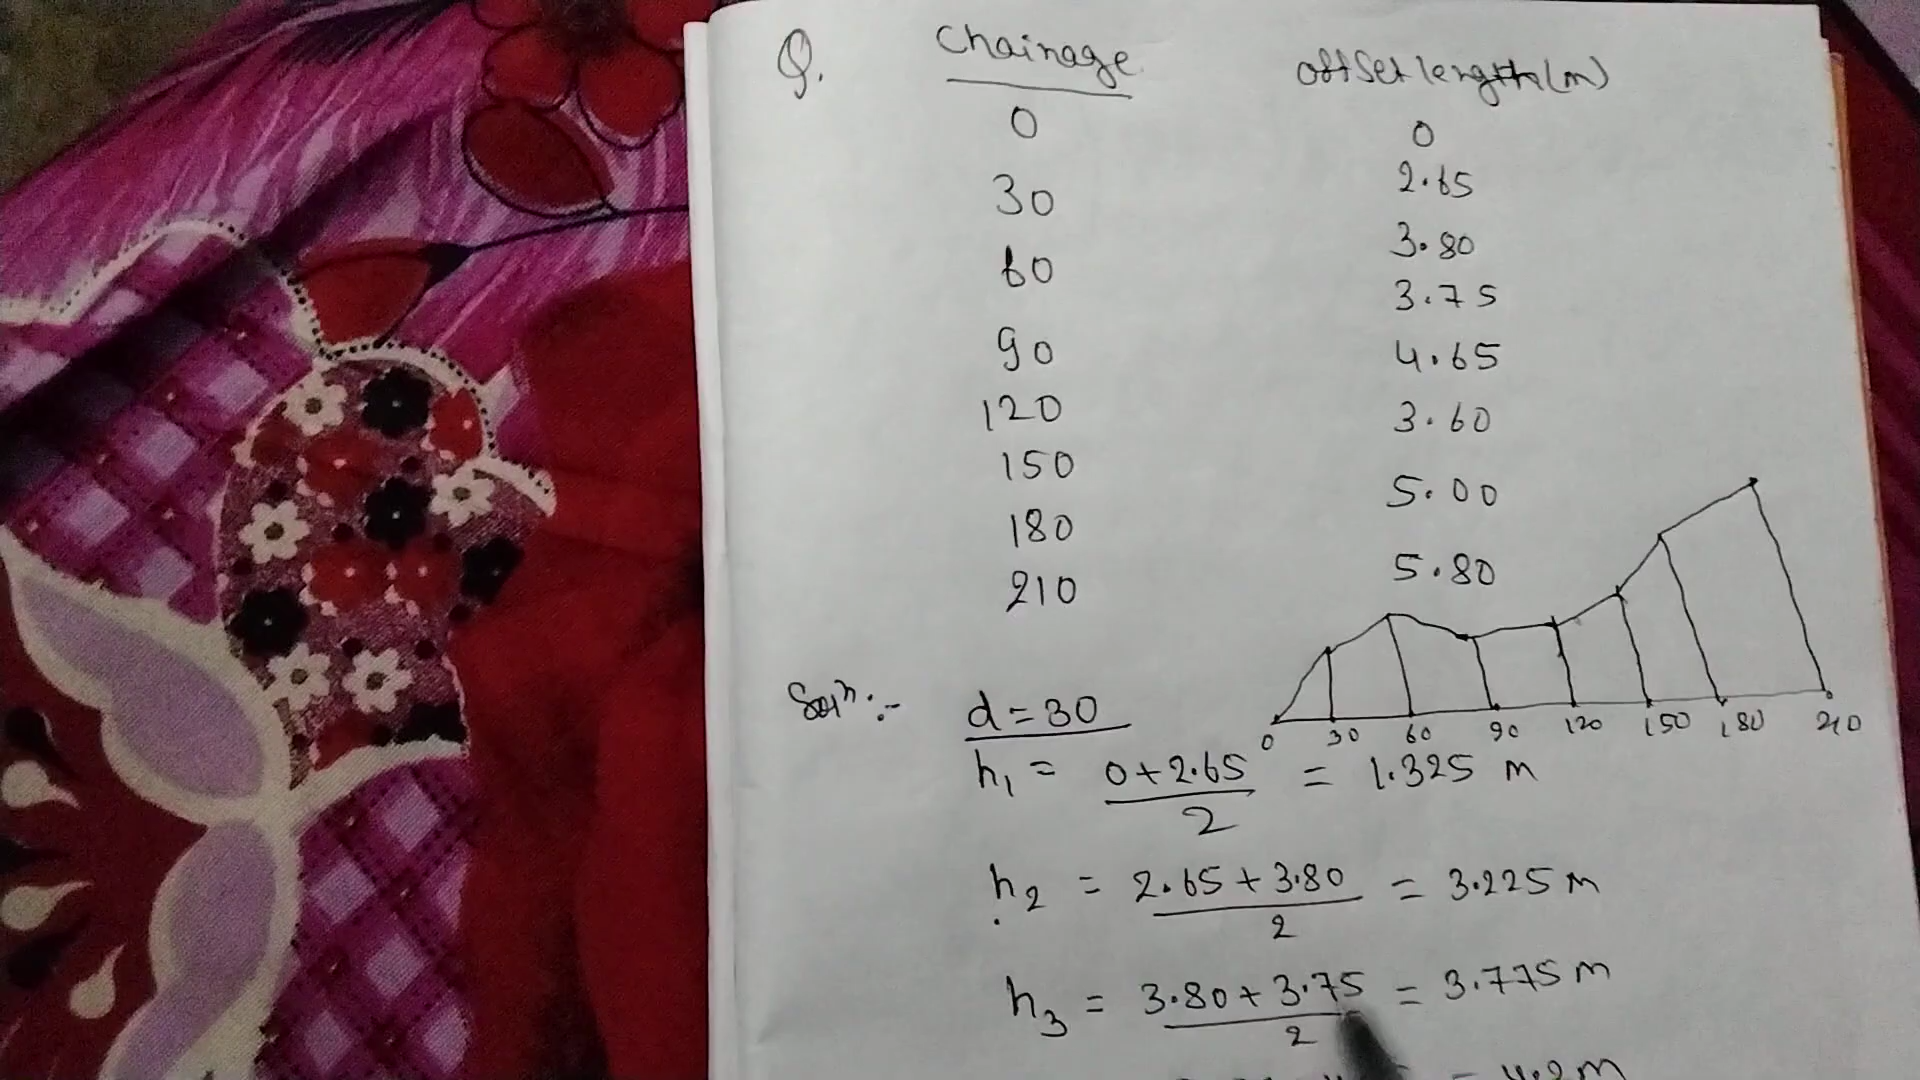 Q. Chainage offset length (m)
0 0
30 2.65
60 3.80
90 3.75
120 4.65
150 3.60
180 5.00
210 5.80
Soln:- d = 30
0 30 60 90 120 150 180 210
h1 = 0+2.65 / 2 = 1.325 m
h2 = 2.65+3.80 / 2 = 3.225 m
h3 = 3.80+3.75 / 2 = 3.775 m
= 4.2 m